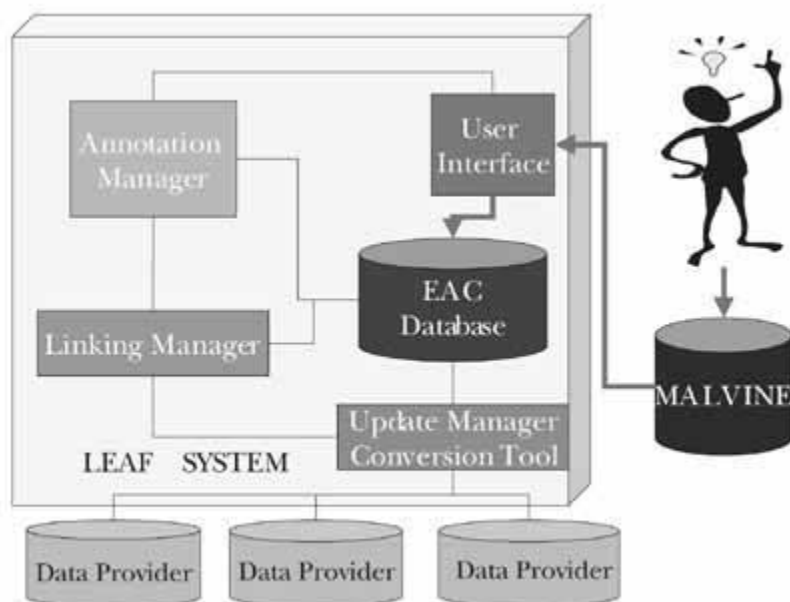 Annotation
Manager
User
Interface
EAC
Database
Linking Manager
MALVINE
Update Manager
Conversion Tool
LEAF SYSTEM
Data Provider
Data Provider
Data Provider